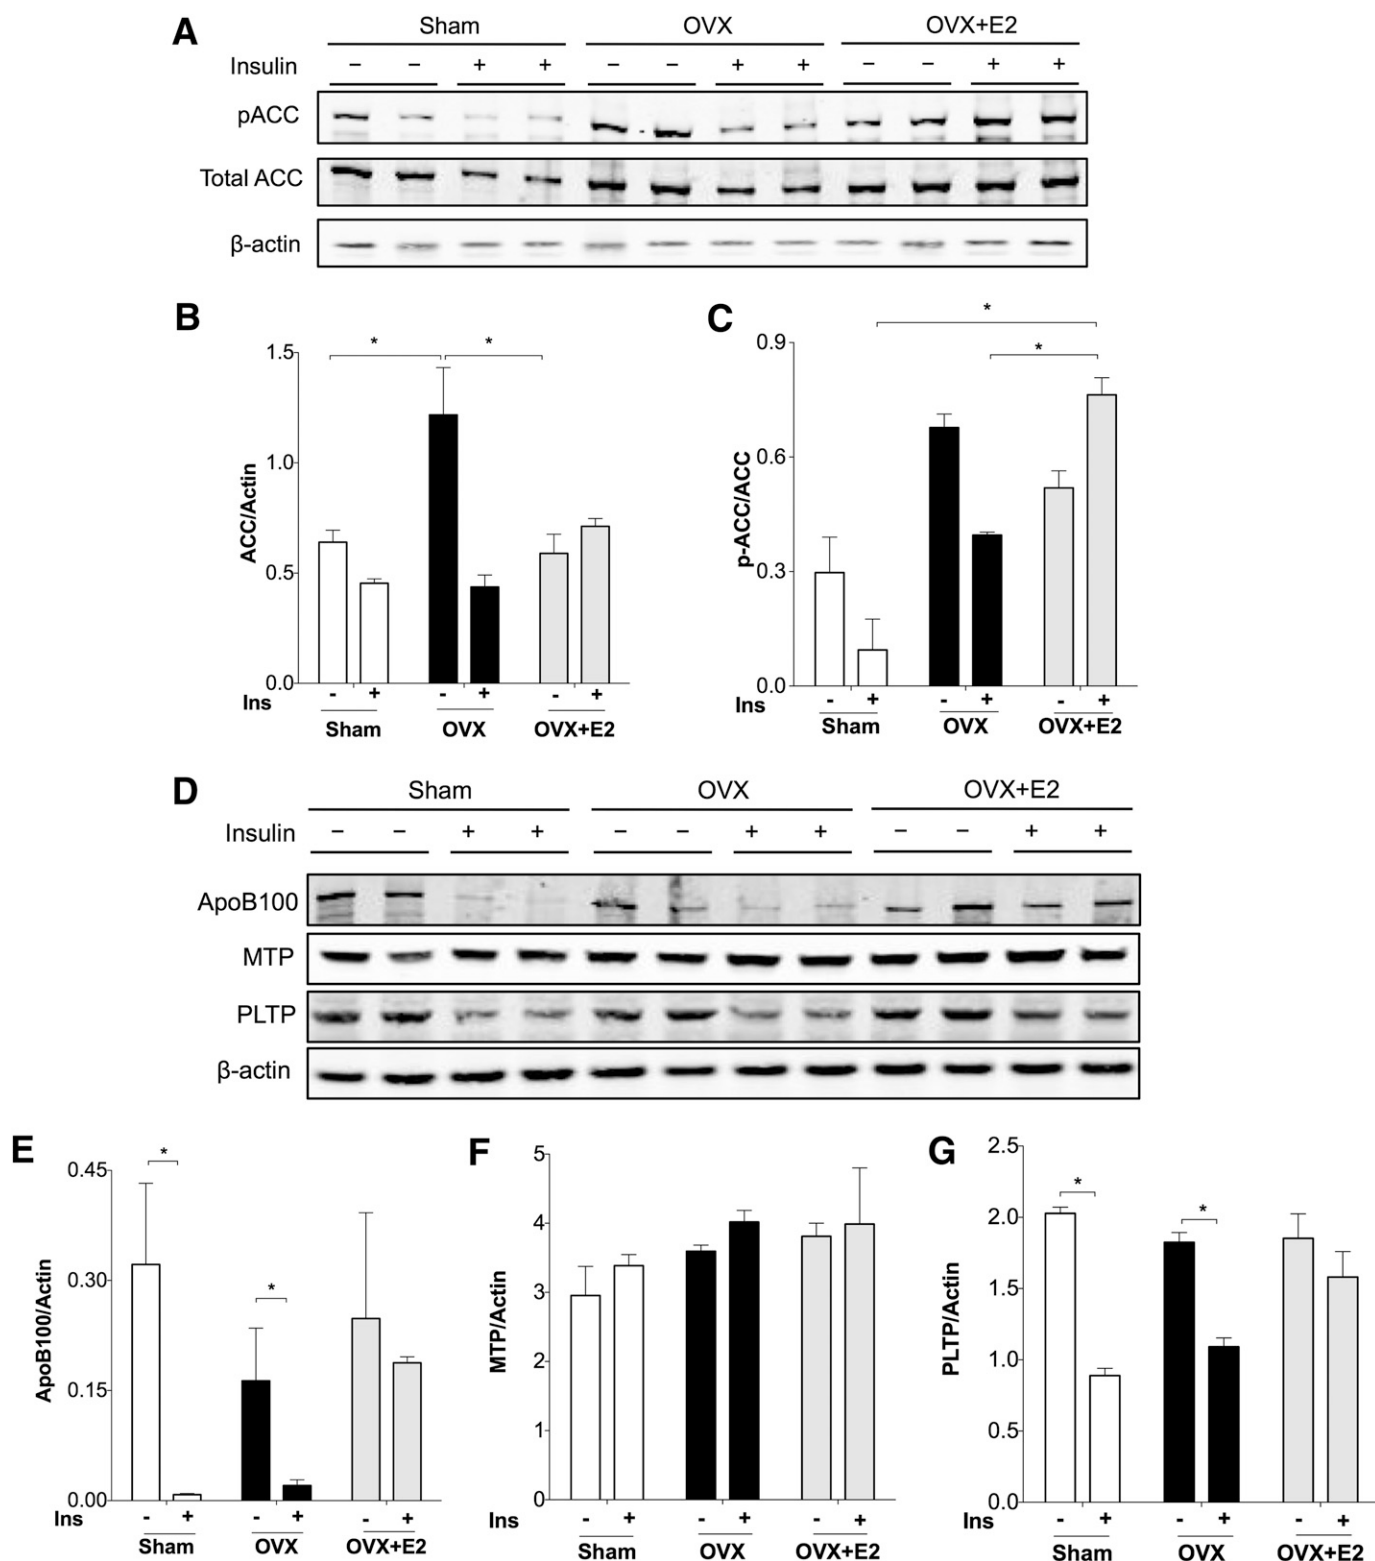 A
Sham OVX OVX+E2
Insulin − − + + − − + + − − + +
pACC
Total ACC
β-actin
B
* *
ACC/Actin
1.5
1.0
0.5
0.0
Ins - + - + - +
Sham OVX OVX+E2
C
*
*
p-ACC/ACC
0.9
0.6
0.3
0.0
Ins - + - + - +
Sham OVX OVX+E2
D
Sham OVX OVX+E2
Insulin − − + + − − + + − − + +
ApoB100
MTP
PLTP
β-actin
E
*
*
ApoB100/Actin
0.45
0.30
0.15
0.00
Ins - + - + - +
Sham OVX OVX+E2
F
MTP/Actin
5
4
3
2
1
0
Ins - + - + - +
Sham OVX OVX+E2
G
*
*
PLTP/Actin
2.5
2.0
1.5
1.0
0.5
0.0
Ins - + - + - +
Sham OVX OVX+E2